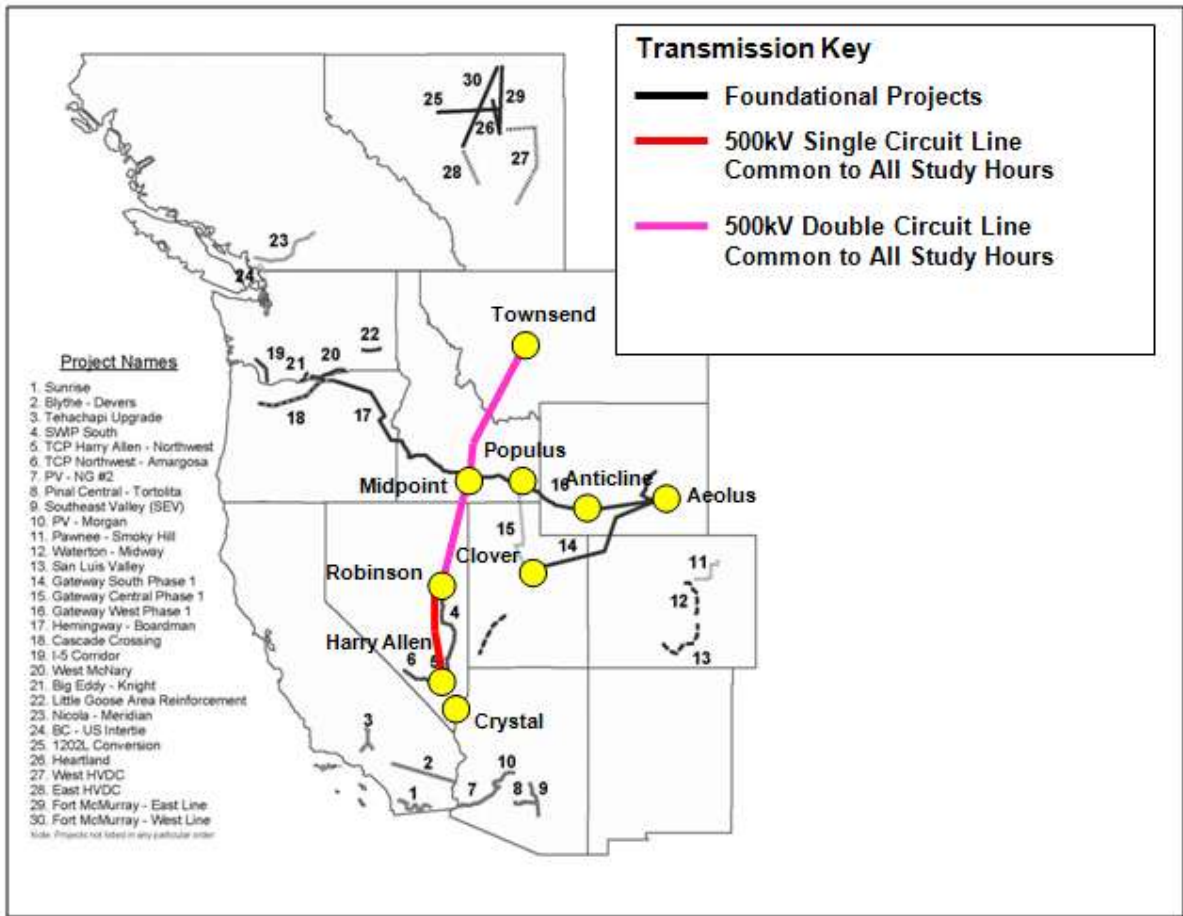 Transmission Key
Foundational Projects
500kV Single Circuit Line
Common to All Study Hours
500kV Double Circuit Line
Common to All Study Hours
30
29
25
26
27
28
23
24
Townsend
22
19
21
20
18
17
Populus
Midpoint
16
Anticline
Aeolus
15
14
Clover
11
12
13
Robinson
4
Harry Allen
6
5
Crystal
3
2
1
10
7
8
9
Project Names
1. Sunrise
2. Blythe - Devers
3. Tehachapi Upgrade
4. SWIP South
5. TCP Harry Allen - Northwest
6. TCP Northwest - Amargosa
7. PV - NG #2
8. Pinal Central - Tortolita
9. Southeast Valley (SEV)
10. PV - Morgan
11. Pawnee - Smoky Hill
12. Waterton - Midway
13. San Luis Valley
14. Gateway South Phase 1
15. Gateway Central Phase 1
16. Gateway West Phase 1
17. Hemingway - Boardman
18. Cascade Crossing
19. I-5 Corridor
20. West McNary
21. Big Eddy - Knight
22. Little Goose Area Reinforcement
23. Nicola - Meridian
24. BC - US Intertie
25. 1202L Conversion
26. Heartland
27. West HVDC
28. East HVDC
29. Fort McMurray - East Line
30. Fort McMurray - West Line
Note: Projects not listed in any particular order